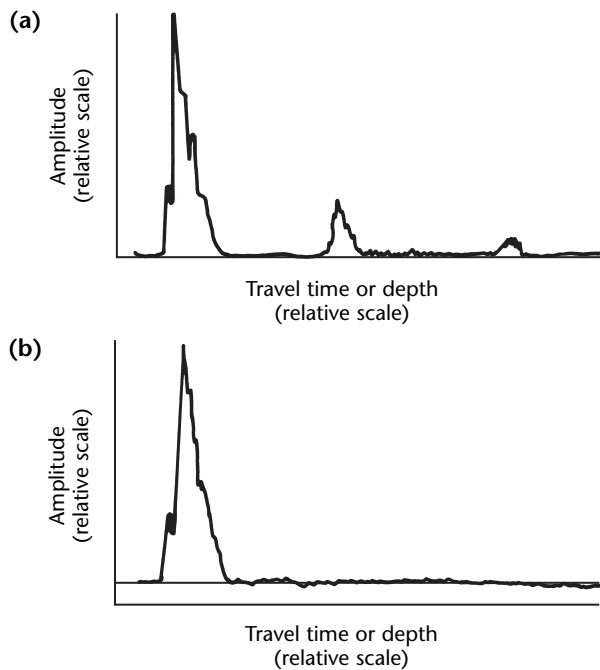 (a)
Amplitude
(relative scale)
Travel time or depth
(relative scale)
(b)
Amplitude
(relative scale)
Travel time or depth
(relative scale)